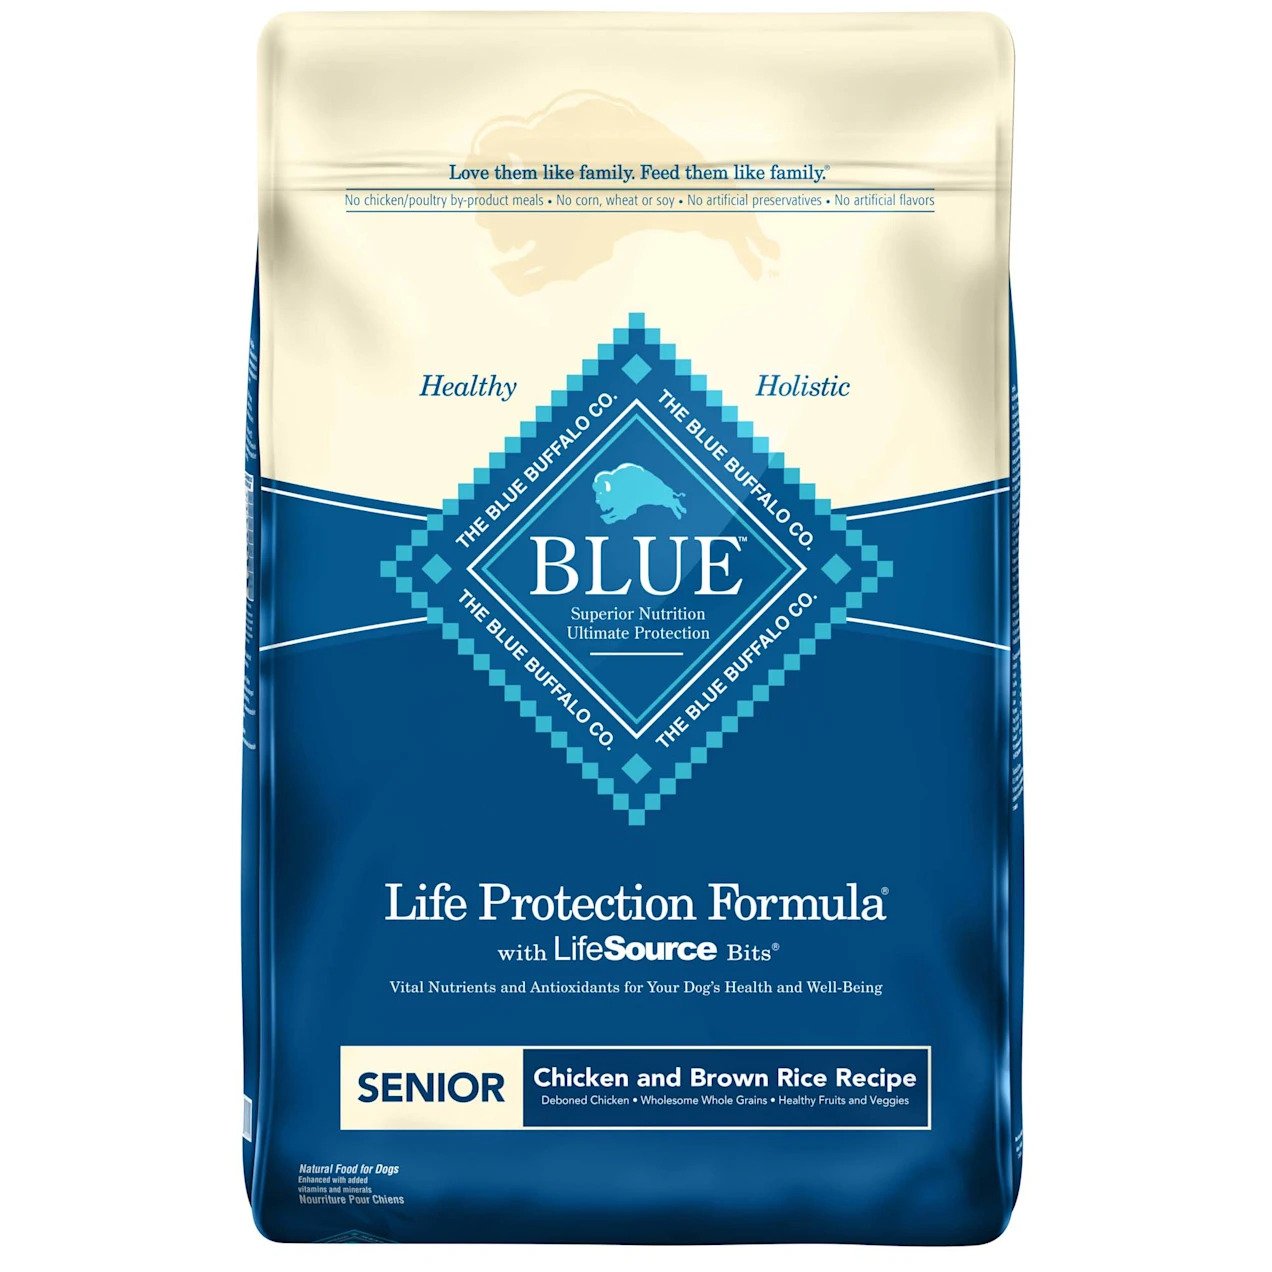 Love them like family. Feed them like family.®
No chicken/poultry by-product meals • No corn, wheat or soy • No artificial preservatives • No artificial flavors
Healthy
Holistic
THE BLUE BUFFALO CO.
THE BLUE BUFFALO CO.
BLUE™
Superior Nutrition
Ultimate Protection
THE BLUE BUFFALO CO.
THE BLUE BUFFALO CO.
Life Protection Formula®
with LifeSource Bits®
Vital Nutrients and Antioxidants for Your Dog's Health and Well-Being
SENIOR
Chicken and Brown Rice Recipe
Deboned Chicken • Wholesome Whole Grains • Healthy Fruits and Veggies
Natural Food for Dogs
Enhanced with added
vitamins and minerals
Nourriture Pour Chiens